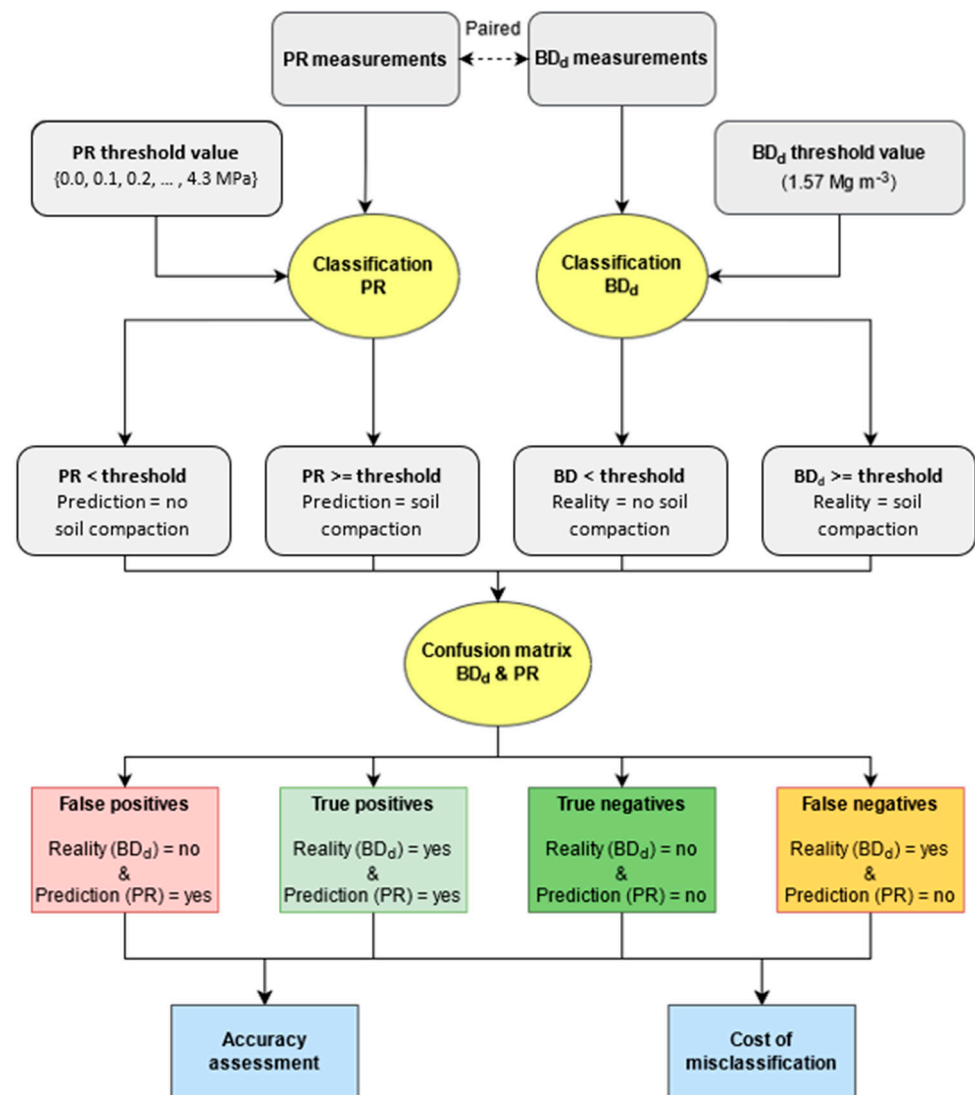 Paired
PR measurements
BDd measurements
PR threshold value
{0.0, 0.1, 0.2, ... , 4.3 MPa}
BDd threshold value
(1.57 Mg m-3)
Classification
PR
Classification
BDd
PR < threshold
Prediction = no
soil compaction
PR >= threshold
Prediction = soil
compaction
BD < threshold
Reality = no soil
compaction
BDd >= threshold
Reality = soil
compaction
Confusion matrix
BDd & PR
False positives
Reality (BDd) = no
&
Prediction (PR) = yes
True positives
Reality (BDd) = yes
&
Prediction (PR) = yes
True negatives
Reality (BDd) = no
&
Prediction (PR) = no
False negatives
Reality (BDd) = yes
&
Prediction (PR) = no
Accuracy
assessment
Cost of
misclassification